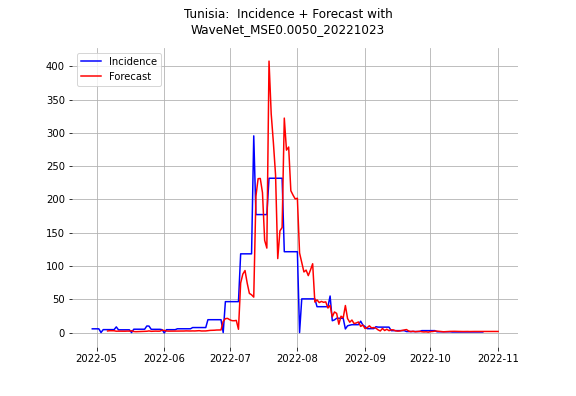 Tunisia:  Incidence + Forecast with
WaveNet_MSE0.0050_20221023
Incidence
Forecast
400
350
300
250
200
150
100
50
0
2022-05 2022-06 2022-07 2022-08 2022-09 2022-10 2022-11